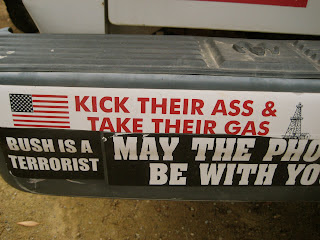 KICK THEIR ASS &
TAKE THEIR GAS
BUSH IS A
TERRORIST
MAY THE
BE WITH